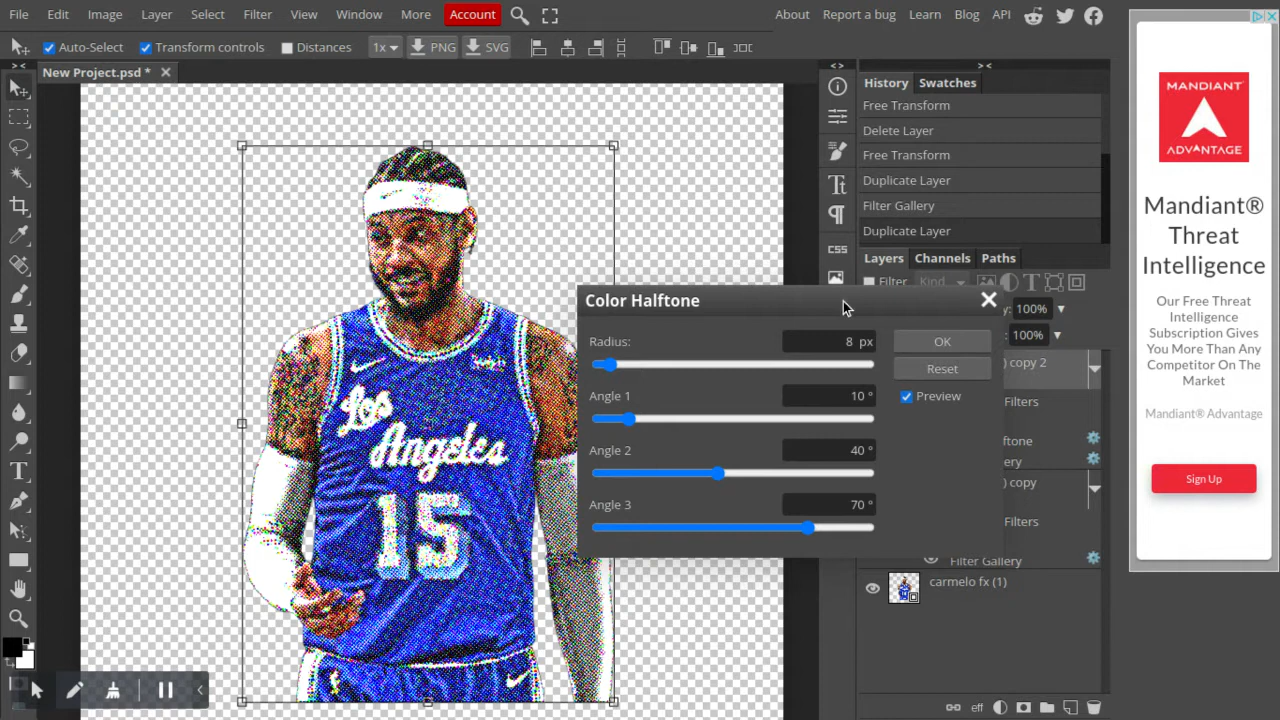 File Edit Image Layer Select Filter View Window More Account About Report a bug Learn Blog API
Auto-Select Transform controls Distances 1x PNG SVG
New Project.psd *
History Swatches
Free Transform
Delete Layer
Free Transform
Duplicate Layer
Filter Gallery
Duplicate Layer
CSS
Layers Channels Paths
Filter Kind
y: 100%
: 100%
) copy 2
Filters
ftone
ery
) copy
Filters
Filter Gallery
carmelo fx (1)
eff
Color Halftone
Radius: 8 px
OK
Reset
Angle 1 10 °
Preview
Angle 2 40 °
Angle 3 70 °
Los
Angeles
15
MANDIANT
ADVANTAGE
Mandiant®
Threat
Intelligence
Our Free Threat
Intelligence
Subscription Gives
You More Than Any
Competitor On The
Market
Mandiant® Advantage
Sign Up